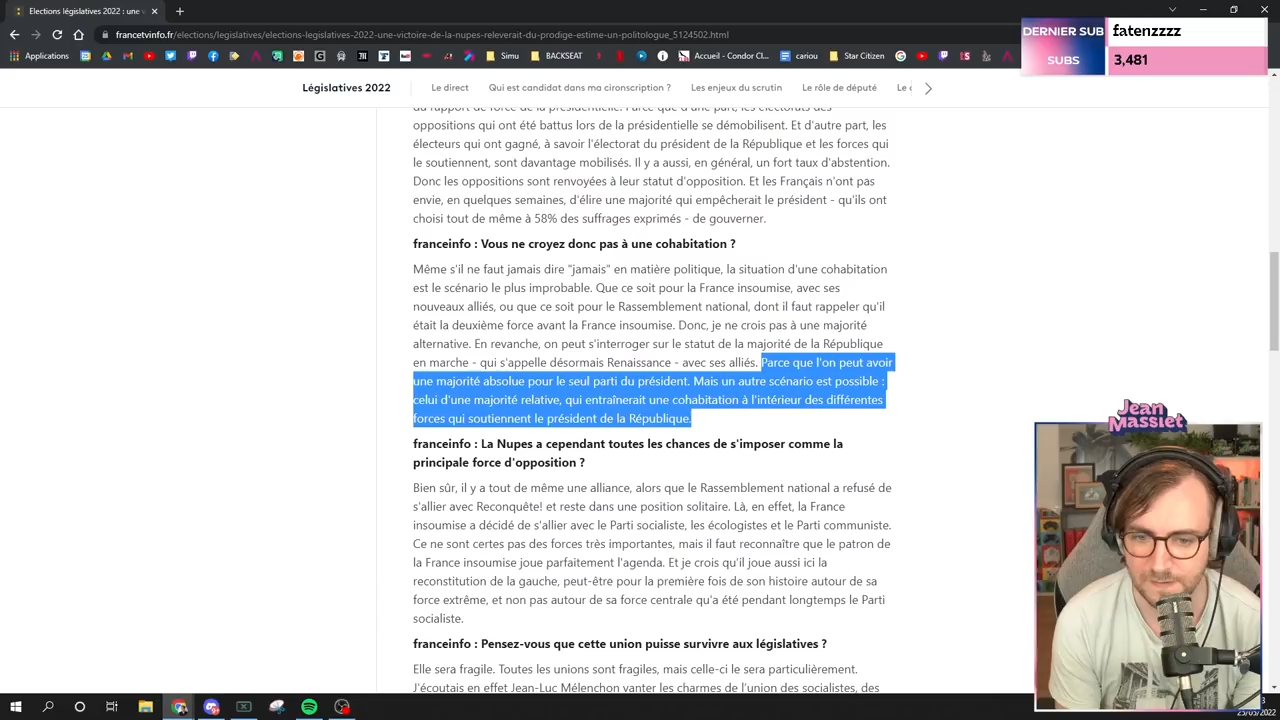 Elections législatives 2022 : une v
francetvinfo.fr/elections/legislatives/elections-legislatives-2022-une-victoire-de-la-nupes-releverait-du-prodige-estime-un-politologue_5124502.html
DERNIER SUB fatenzzzz
SUBS 3,481
Applications
Simu
BACKSEAT
Accueil - Condor Cl...
cariou
Star Citizen
Législatives 2022
Le direct
Qui est candidat dans ma cironscription ?
Les enjeux du scrutin
Le rôle de député
oppositions qui ont été battus lors de la présidentielle se démobilisent. Et d'autre part, les
électeurs qui ont gagné, à savoir l'électorat du président de la République et les forces qui
le soutiennent, sont davantage mobilisés. Il y a aussi, en général, un fort taux d'abstention.
Donc les oppositions sont renvoyées à leur statut d'opposition. Et les Français n'ont pas
envie, en quelques semaines, d'élire une majorité qui empêcherait le président - qu'ils ont
choisi tout de même à 58% des suffrages exprimés - de gouverner.
franceinfo : Vous ne croyez donc pas à une cohabitation ?
Même s'il ne faut jamais dire "jamais" en matière politique, la situation d'une cohabitation
est le scénario le plus improbable. Que ce soit pour la France insoumise, avec ses
nouveaux alliés, ou que ce soit pour le Rassemblement national, dont il faut rappeler qu'il
était la deuxième force avant la France insoumise. Donc, je ne crois pas à une majorité
alternative. En revanche, on peut s'interroger sur le statut de la majorité de la République
en marche - qui s'appelle désormais Renaissance - avec ses alliés. Parce que l'on peut avoir
une majorité absolue pour le seul parti du président. Mais un autre scénario est possible :
celui d'une majorité relative, qui entraînerait une cohabitation à l'intérieur des différentes
forces qui soutiennent le président de la République.
franceinfo : La Nupes a cependant toutes les chances de s'imposer comme la
principale force d'opposition ?
Bien sûr, il y a tout de même une alliance, alors que le Rassemblement national a refusé de
s'allier avec Reconquête! et reste dans une position solitaire. Là, en effet, la France
insoumise a décidé de s'allier avec le Parti socialiste, les écologistes et le Parti communiste.
Ce ne sont certes pas des forces très importantes, mais il faut reconnaître que le patron de
la France insoumise joue parfaitement l'agenda. Et je crois qu'il joue aussi ici la
reconstitution de la gauche, peut-être pour la première fois de son histoire autour de sa
force extrême, et non pas autour de sa force centrale qu'a été pendant longtemps le Parti
socialiste.
franceinfo : Pensez-vous que cette union puisse survivre aux législatives ?
Elle sera fragile. Toutes les unions sont fragiles, mais celle-ci le sera particulièrement.
J'écoutais en effet Jean-Luc Mélenchon vanter les charmes de l'union des socialistes, des
Jean
Massiet